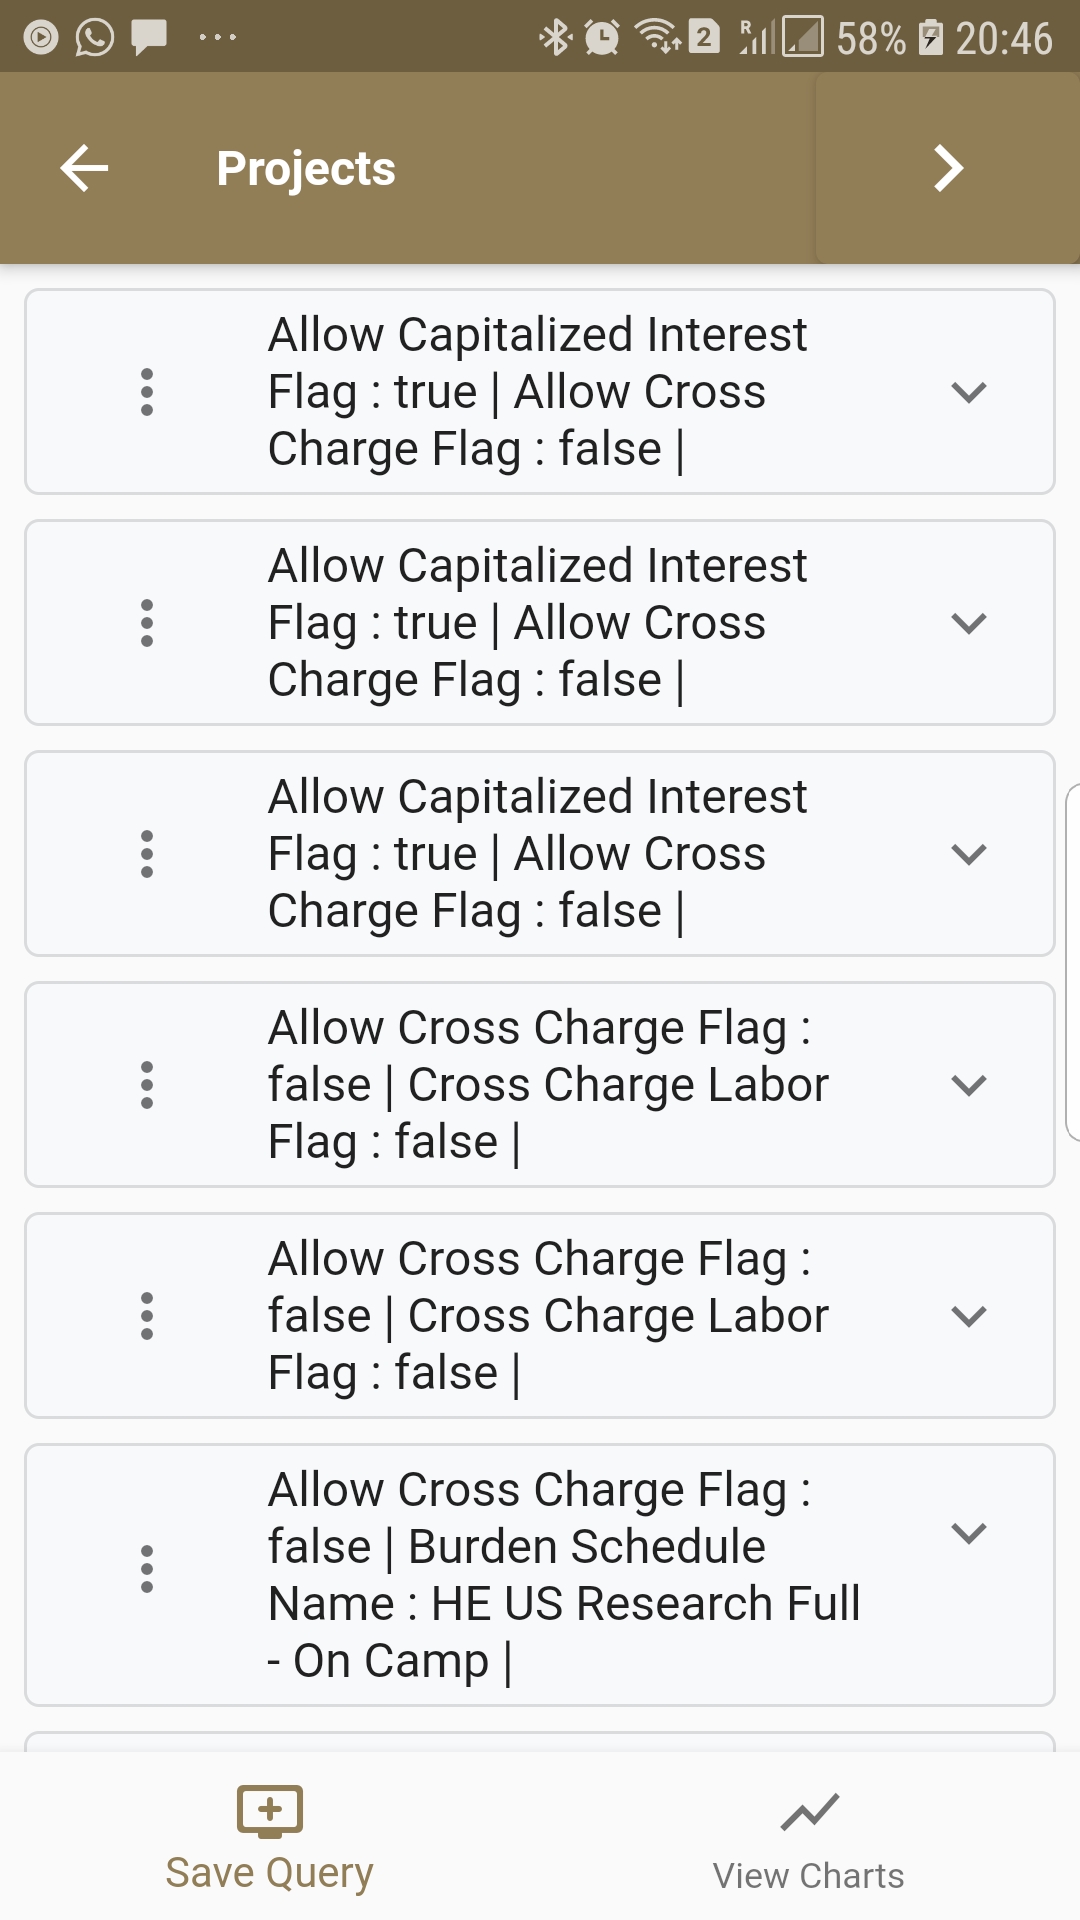 58% 20:46
Projects
Allow Capitalized Interest
Flag : true | Allow Cross
Charge Flag : false |
Allow Capitalized Interest
Flag : true | Allow Cross
Charge Flag : false |
Allow Capitalized Interest
Flag : true | Allow Cross
Charge Flag : false |
Allow Cross Charge Flag :
false | Cross Charge Labor
Flag : false |
Allow Cross Charge Flag :
false | Cross Charge Labor
Flag : false |
Allow Cross Charge Flag :
false | Burden Schedule
Name : HE US Research Full
- On Camp |
Save Query
View Charts